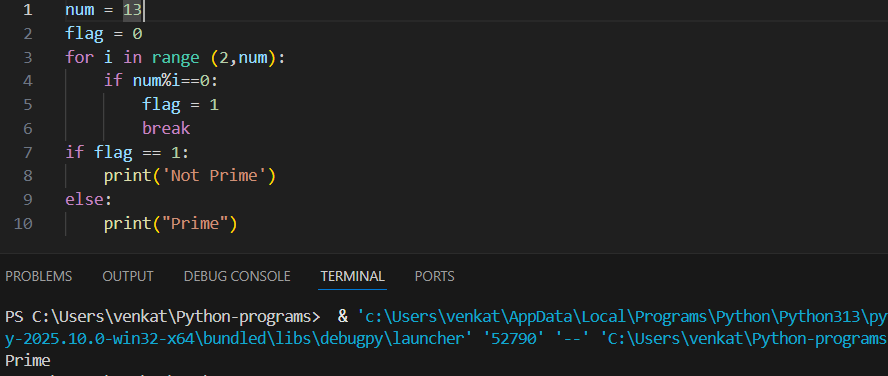 1 num = 13
2 flag = 0
3 for i in range (2,num):
4 if num%i==0:
5 flag = 1
6 break
7 if flag == 1:
8 print('Not Prime')
9 else:
10 print("Prime")
PROBLEMS OUTPUT DEBUG CONSOLE TERMINAL PORTS
PS C:\Users\venkat\Python-programs> & 'c:\Users\venkat\AppData\Local\Programs\Python\Python313\py
y-2025.10.0-win32-x64\bundled\libs\debugpy\launcher' '52790' '--' 'C:\Users\venkat\Python-programs
Prime